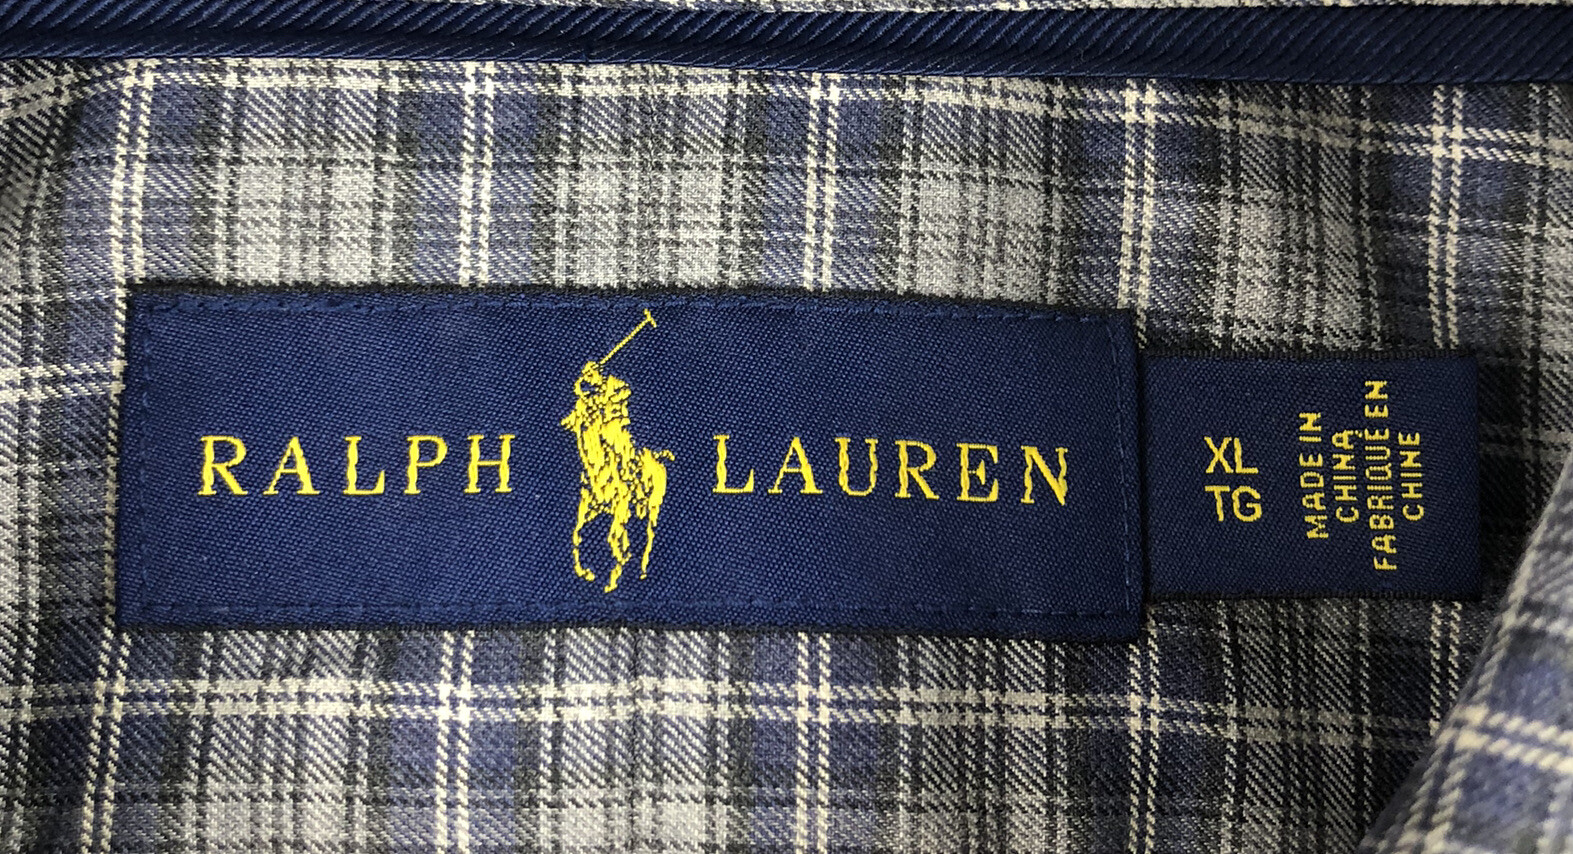 RALPH LAUREN
XL
TG
MADE IN
CHINA
FABRIQUÉ EN
CHINE